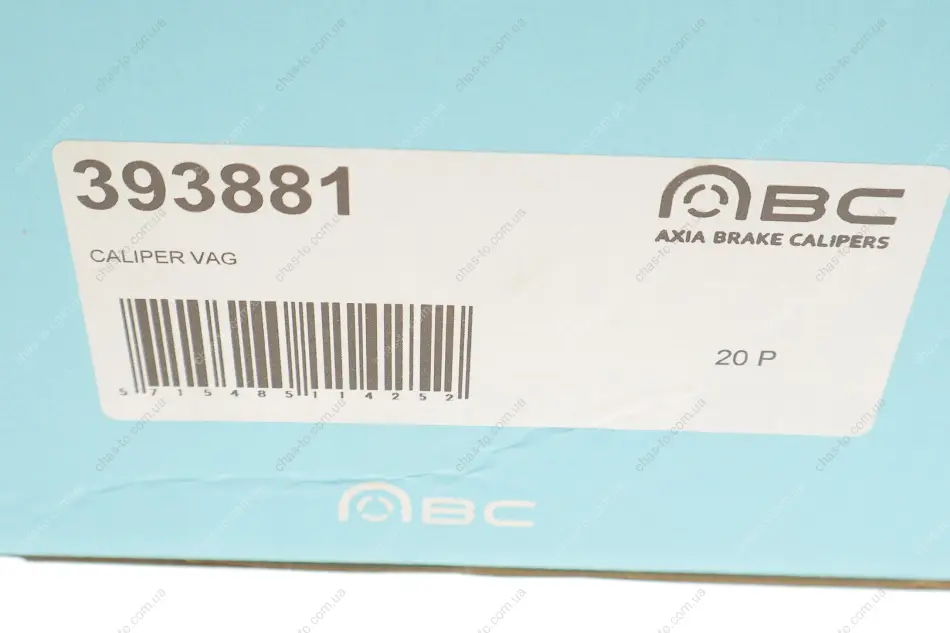 393881
ABC
AXIA BRAKE CALIPERS
CALIPER VAG
20 P
5 715485 114252
ABC
chas-to.com.ua